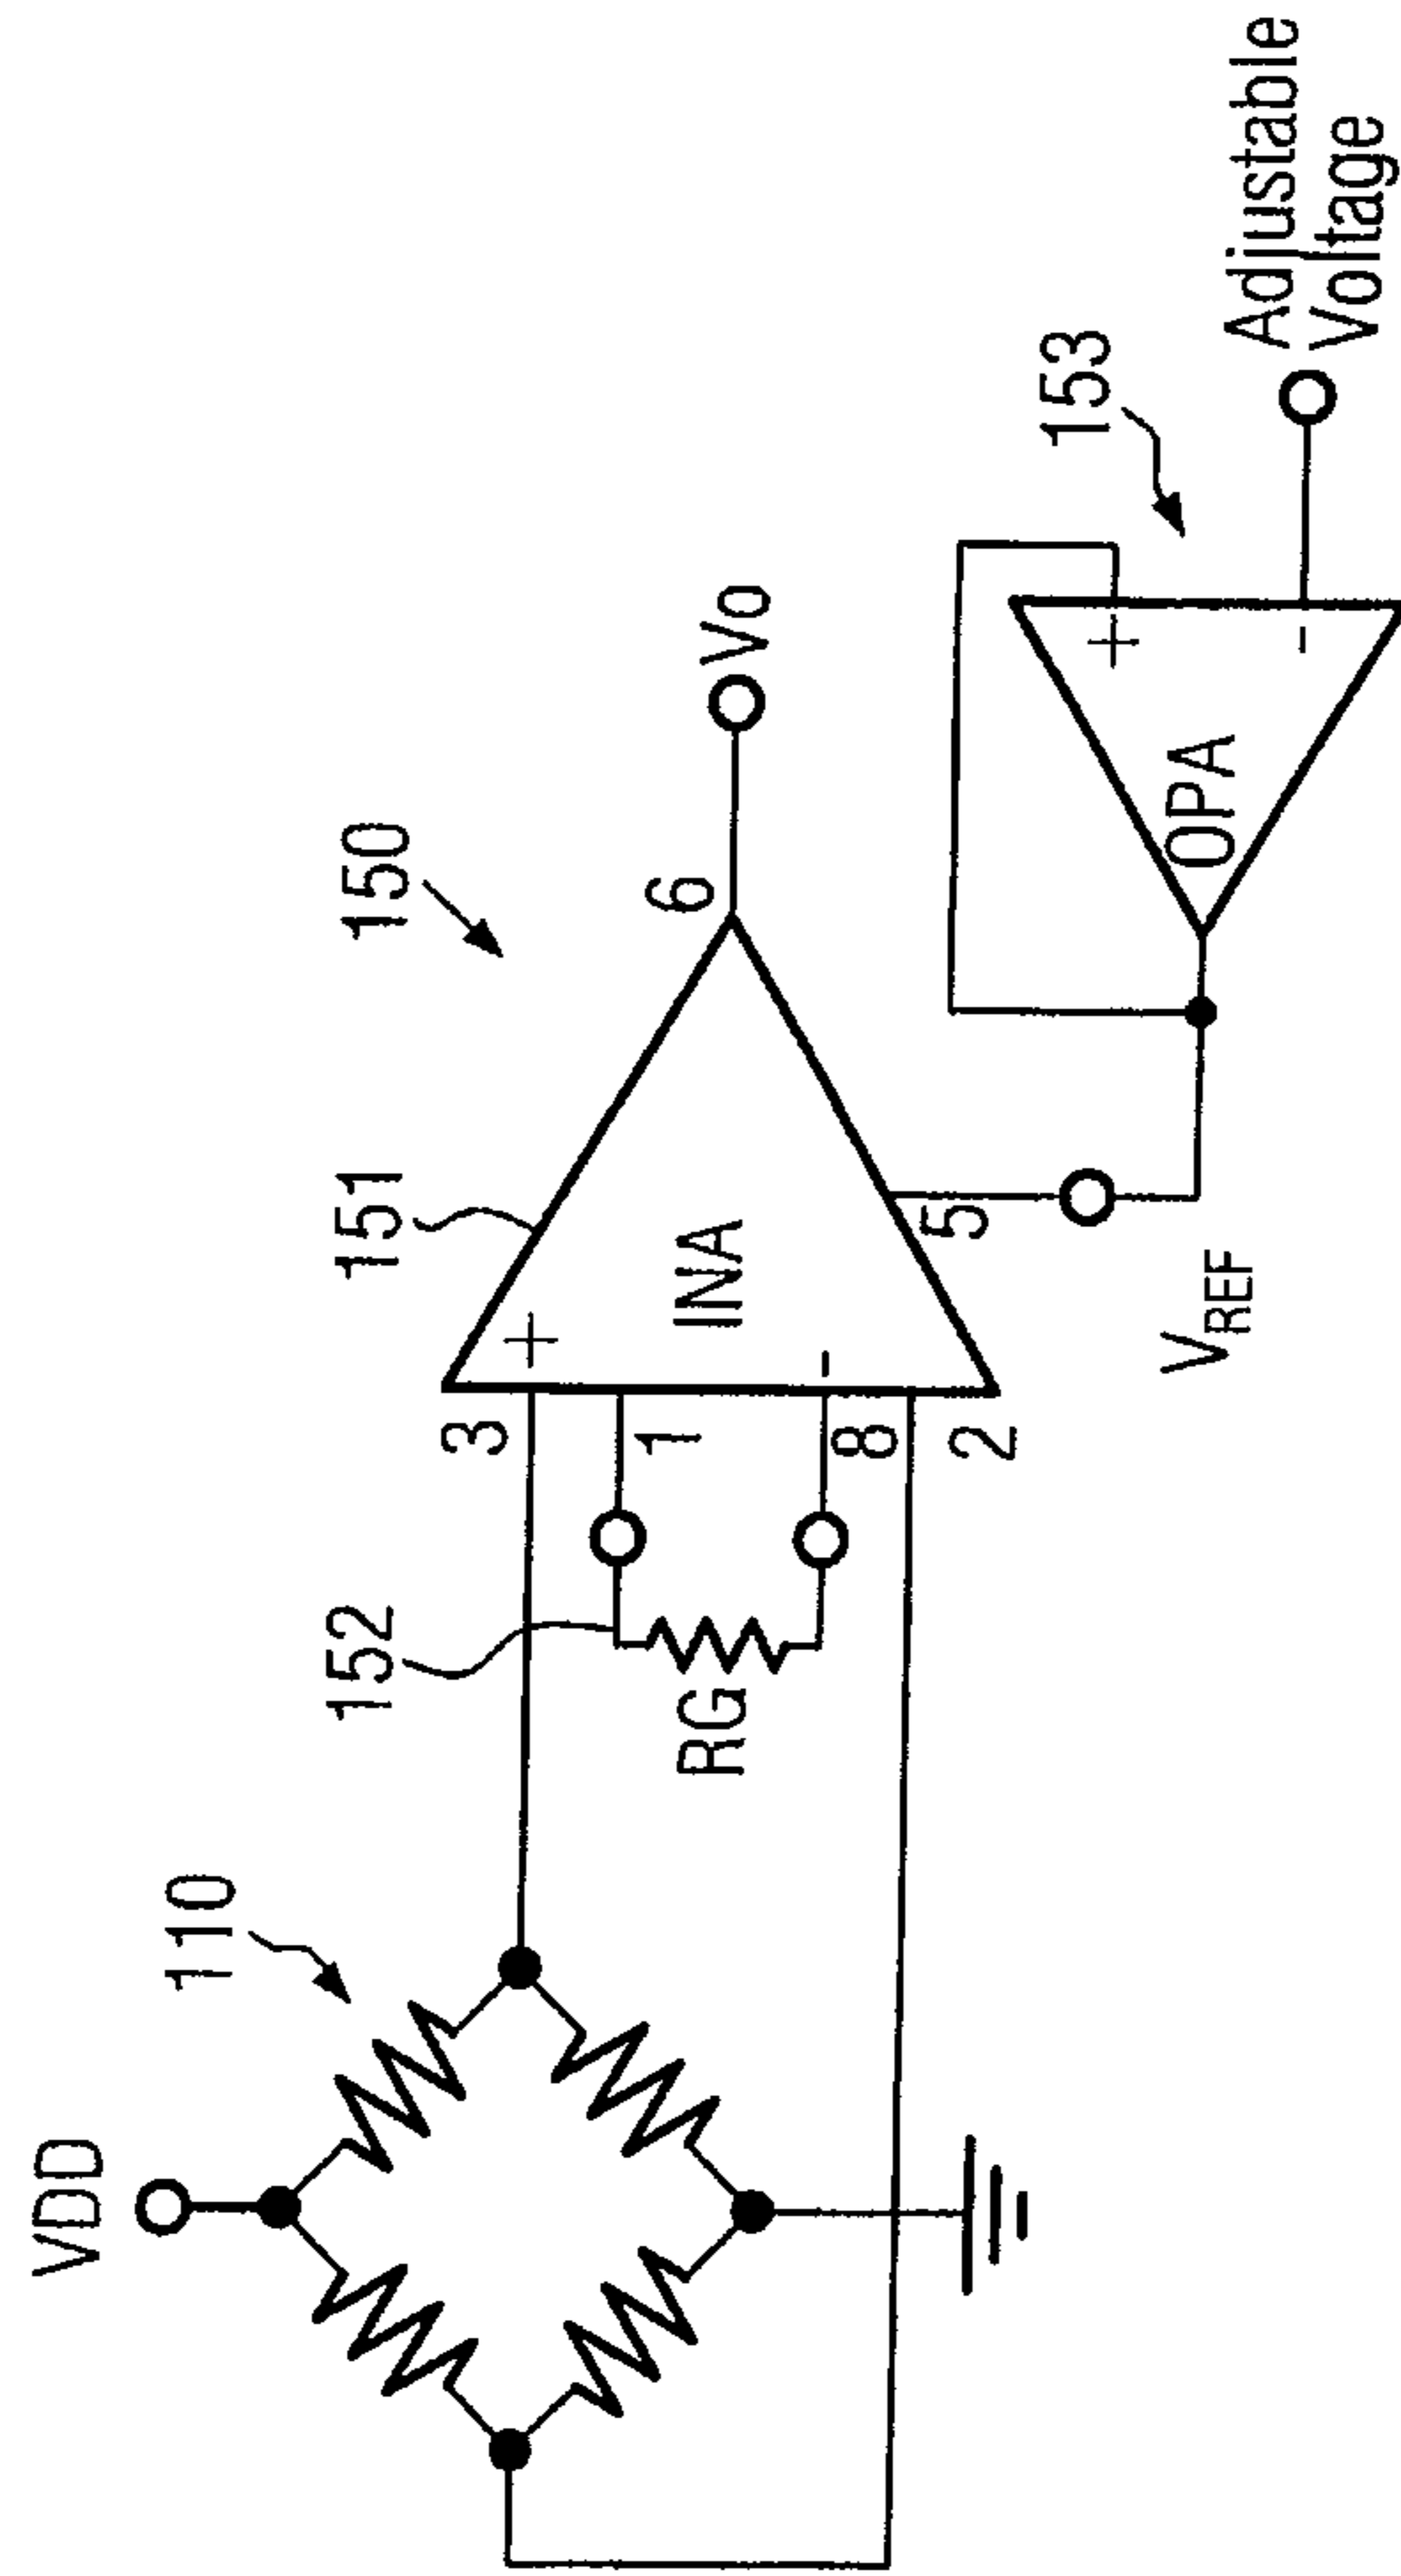 VDD
110
152
RG
3
1
8
2
+
-
INA
151
150
6
Vo
5
VREF
OPA
+
-
153
Adjustable
Voltage